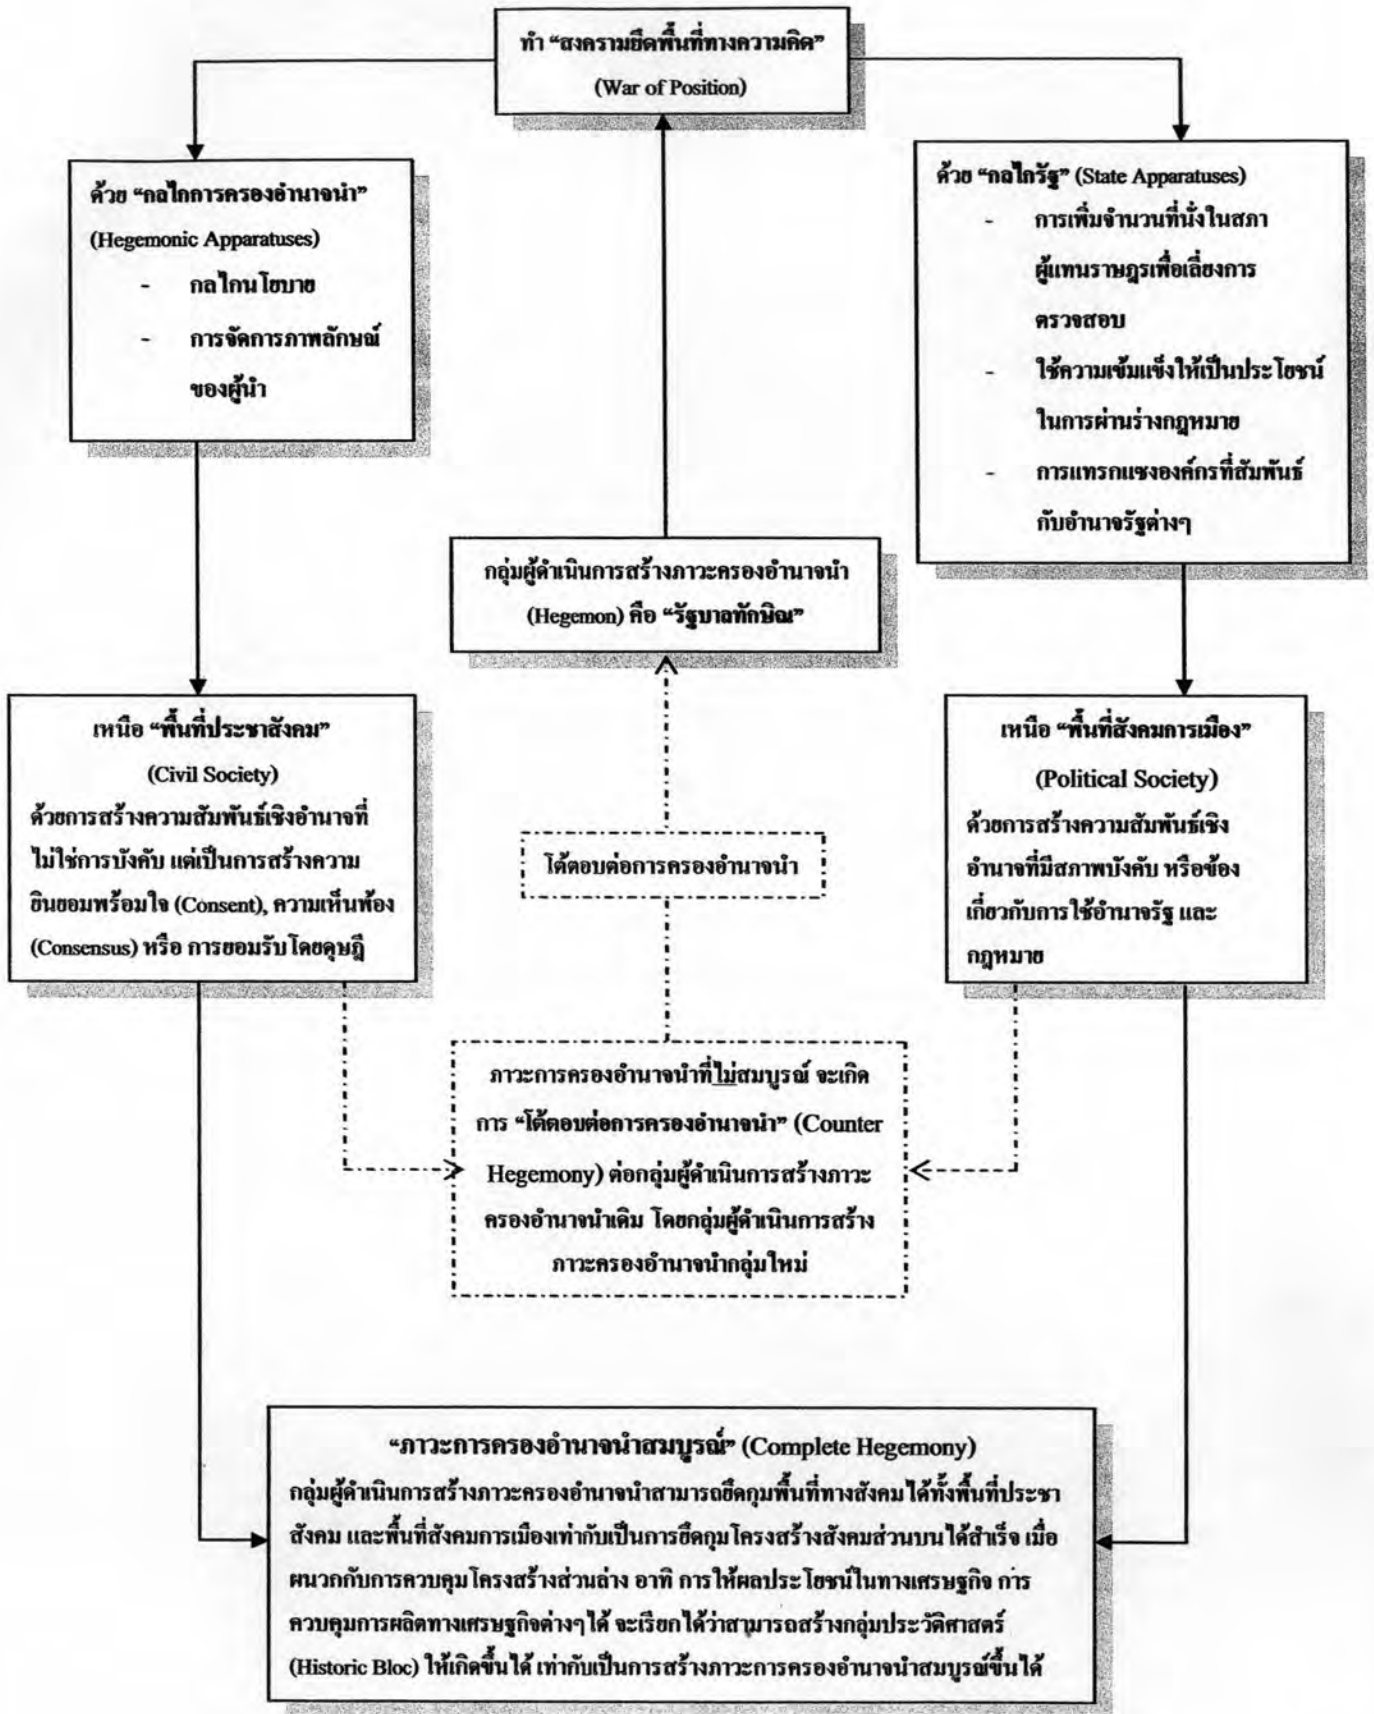 ทำ “สงครามยึดพื้นที่ทางความคิด”
(War of Position)
ด้วย “กลไกการครองอำนาจนำ”
(Hegemonic Apparatuses)
- กลไกนโยบาย
- การจัดการภาพลักษณ์
ของผู้นำ
ด้วย “กลไกรัฐ” (State Apparatuses)
- การเพิ่มจำนวนที่นั่งในสภา
ผู้แทนราษฎรเพื่อเลี่ยงการ
ตรวจสอบ
- ใช้ความเข้มแข็งให้เป็นประโยชน์
ในการผ่านร่างกฎหมาย
- การแทรกแซงองค์กรที่สัมพันธ์
กับอำนาจรัฐต่างๆ
กลุ่มผู้ดำเนินการสร้างภาวะครองอำนาจนำ
(Hegemon) คือ “รัฐบาลทักษิณ”
เหนือ “พื้นที่ประชาสังคม”
(Civil Society)
ด้วยการสร้างความสัมพันธ์เชิงอำนาจที่
ไม่ใช่การบังคับ แต่เป็นการสร้างความ
ยินยอมพร้อมใจ (Consent), ความเห็นพ้อง
(Consensus) หรือ การยอมรับโดยดุษฎี
เหนือ “พื้นที่สังคมการเมือง”
(Political Society)
ด้วยการสร้างความสัมพันธ์เชิง
อำนาจที่มีสภาพบังคับ หรือข้อง
เกี่ยวกับการใช้อำนาจรัฐ และ
กฎหมาย
โต้ตอบต่อการครองอำนาจนำ
ภาวะการครองอำนาจนำที่ไม่สมบูรณ์ จะเกิด
การ “โต้ตอบต่อการครองอำนาจนำ” (Counter
Hegemony) ต่อกลุ่มผู้ดำเนินการสร้างภาวะ
ครองอำนาจนำเดิม โดยกลุ่มผู้ดำเนินการสร้าง
ภาวะครองอำนาจนำกลุ่มใหม่
“ภาวะการครองอำนาจนำสมบูรณ์” (Complete Hegemony)
กลุ่มผู้ดำเนินการสร้างภาวะครองอำนาจนำสามารถยึดกุมพื้นที่ทางสังคมได้ทั้งพื้นที่ประชา
สังคม และพื้นที่สังคมการเมืองเท่ากับเป็นการยึดกุมโครงสร้างสังคมส่วนบนได้สำเร็จ เมื่อ
ผนวกกับการควบคุมโครงสร้างส่วนล่าง อาทิ การให้ผลประโยชน์ในทางเศรษฐกิจ การ
ควบคุมการผลิตทางเศรษฐกิจต่างๆได้ จะเรียกได้ว่าสามารถสร้างกลุ่มประวัติศาสตร์
(Historic Bloc) ให้เกิดขึ้นได้ เท่ากับเป็นการสร้างภาวะการครองอำนาจนำสมบูรณ์ขึ้นได้